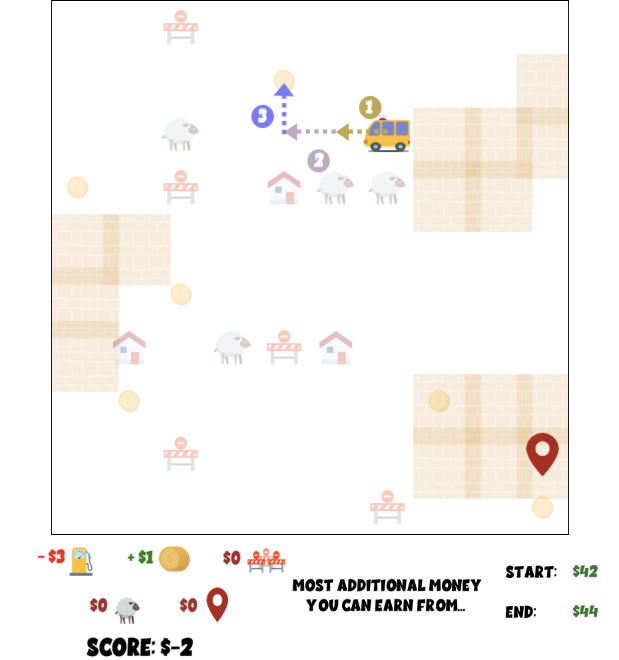 1
3
2
- $3
+ $1
$0
START: $42
MOST ADDITIONAL MONEY
YOU CAN EARN FROM...
$0
$0
END: $44
SCORE: $-2